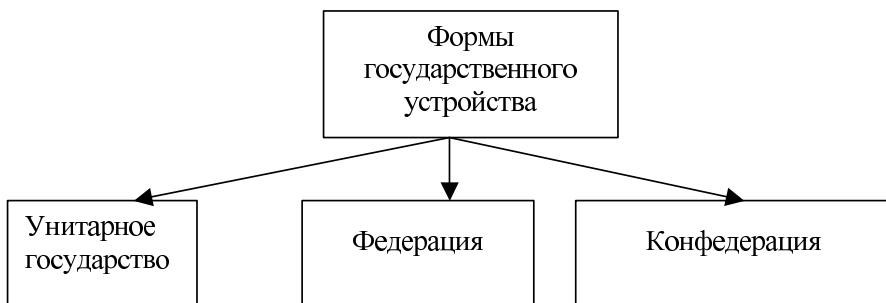 Формы
государственного
устройства
Унитарное
государство
Федерация
Конфедерация